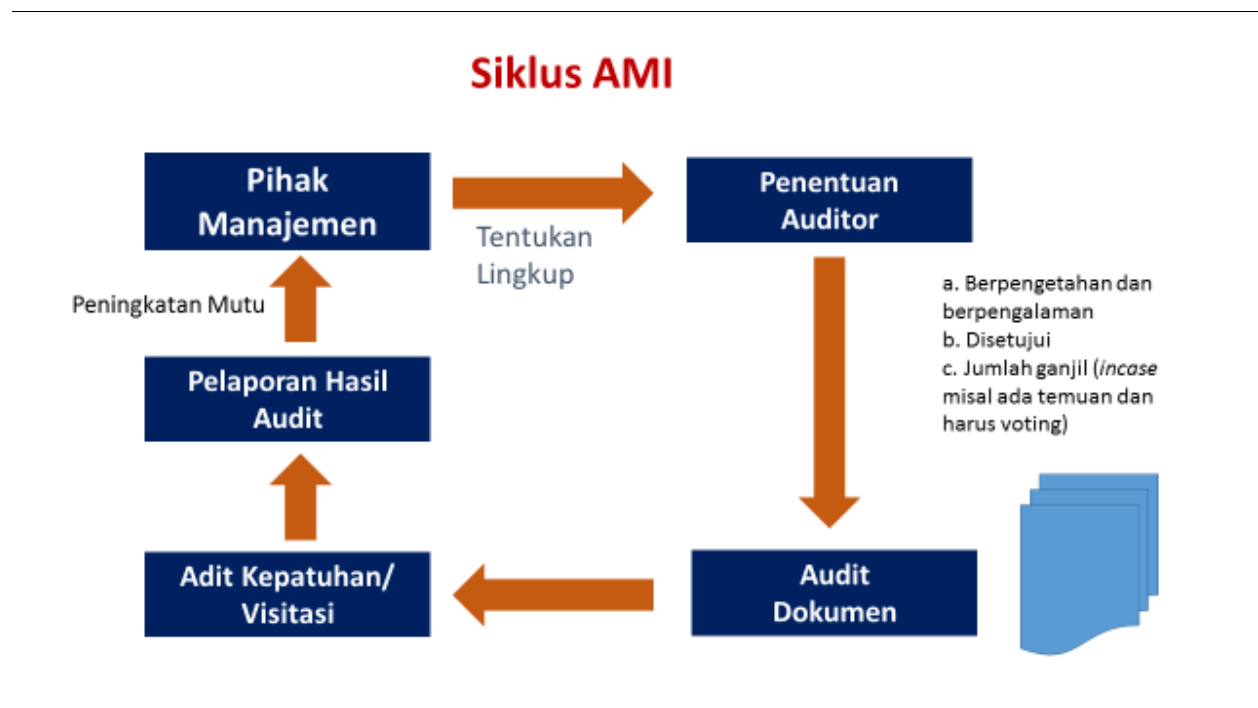 Siklus AMI
Pihak
Manajemen
Tentukan
Lingkup
Penentuan
Auditor
a. Berpengetahan dan
berpengalaman
b. Disetujui
c. Jumlah ganjil (incase
misal ada temuan dan
harus voting)
Audit
Dokumen
Adit Kepatuhan/
Visitasi
Pelaporan Hasil
Audit
Peningkatan Mutu